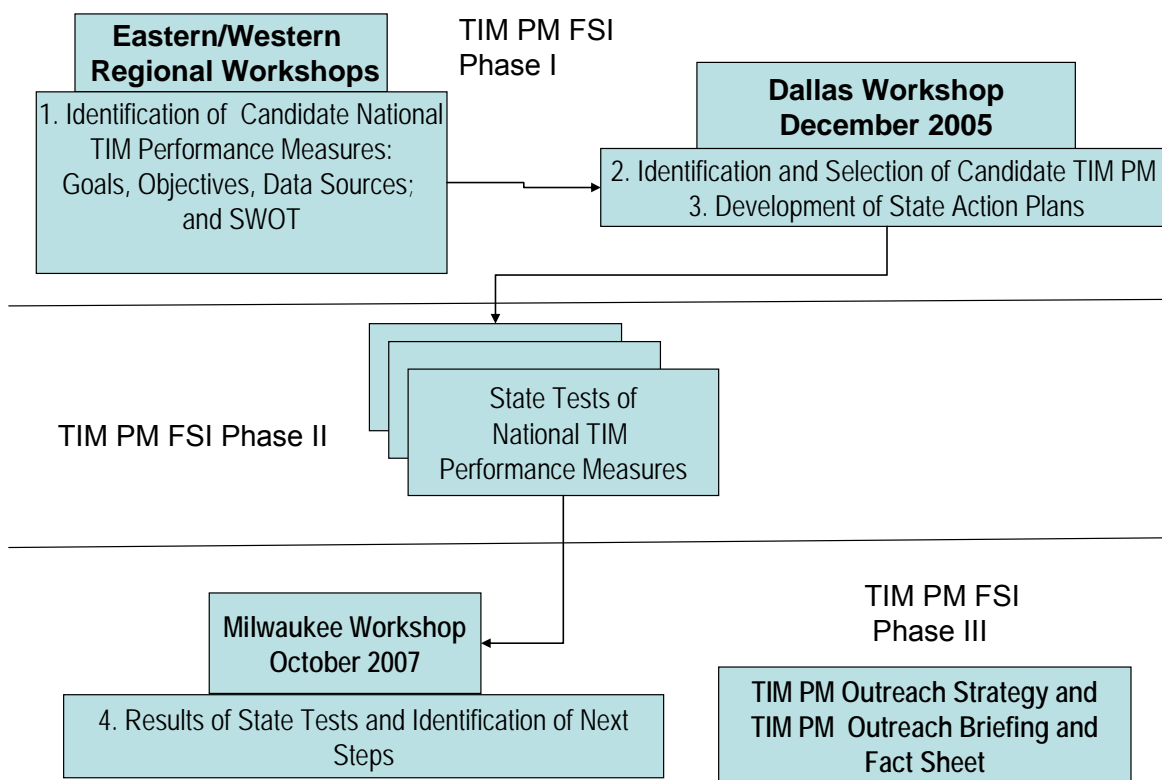 Eastern/Western
Regional Workshops
1. Identification of Candidate National
TIM Performance Measures:
Goals, Objectives, Data Sources;
and SWOT
TIM PM FSI
Phase I
Dallas Workshop
December 2005
2. Identification and Selection of Candidate TIM PM
3. Development of State Action Plans
TIM PM FSI Phase II
State Tests of
National TIM
Performance Measures
Milwaukee Workshop
October 2007
4. Results of State Tests and Identification of Next
Steps
TIM PM FSI
Phase III
TIM PM Outreach Strategy and
TIM PM Outreach Briefing and
Fact Sheet